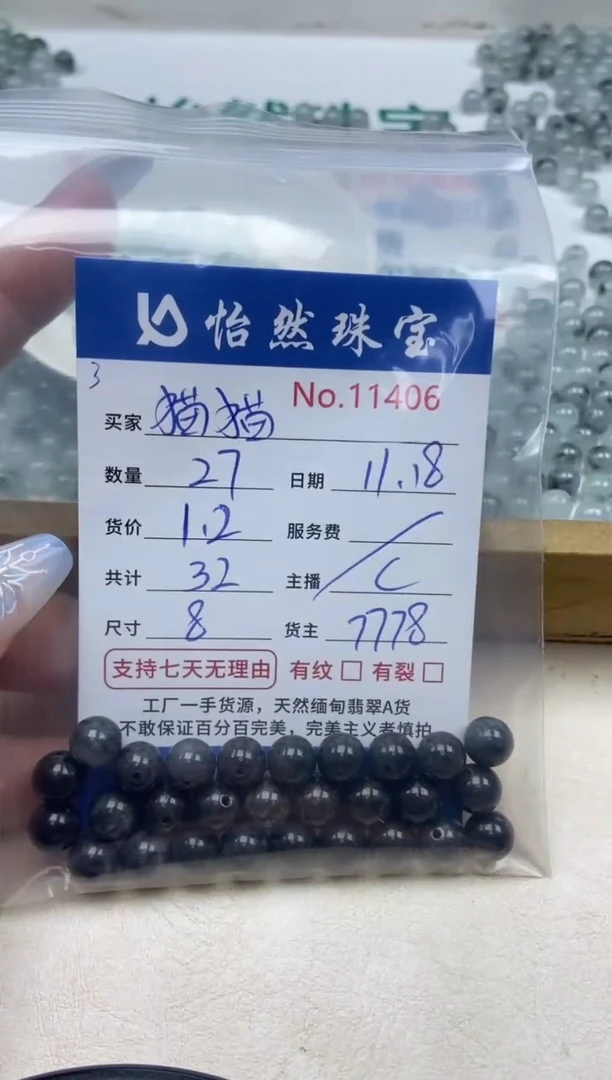 怡然珠宝
3
No.11406
买家 猫猫
数量 27 日期 11.18
货价 1.2 服务费 /
共计 32 主播 C
尺寸 8 货主 7778
支持七天无理由 有纹 □ 有裂 □
工厂一手货源，天然缅甸翡翠A货
不敢保证百分百完美，完美主义者慎拍